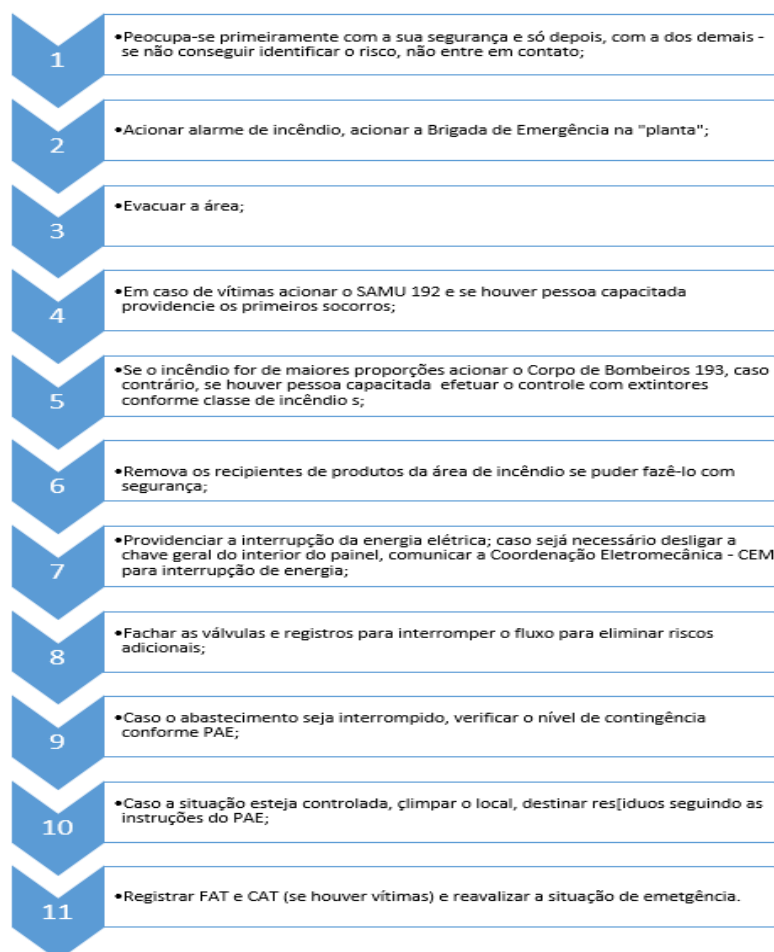 1
•Peocupa-se primeiramente com a sua segurança e só depois, com a dos demais -
se não conseguir identificar o risco, não entre em contato;
2
•Acionar alarme de incêndio, acionar a Brigada de Emergência na "planta";
3
•Evacuar a área;
4
•Em caso de vítimas acionar o SAMU 192 e se houver pessoa capacitada
providencie os primeiros socorros;
5
•Se o incêndio for de maiores proporções acionar o Corpo de Bombeiros 193, caso
contrário, se houver pessoa capacitada efetuar o controle com extintores
conforme classe de incêndio s;
6
•Remova os recipientes de produtos da área de incêndio se puder fazê-lo com
segurança;
7
•Providenciar a interrupção da energia elétrica; caso sejá necessário desligar a
chave geral do interior do painel, comunicar a Coordenação Eletromecânica - CEM
para interrupção de energia;
8
•Fachar as válvulas e registros para interromper o fluxo para eliminar riscos
adicionais;
9
•Caso o abastecimento seja interrompido, verificar o nível de contingência
conforme PAE;
10
•Caso a situação esteja controlada, çlimpar o local, destinar res[iduos seguindo as
instruções do PAE;
11
•Registrar FAT e CAT (se houver vítimas) e reavalizar a situação de emetgência.